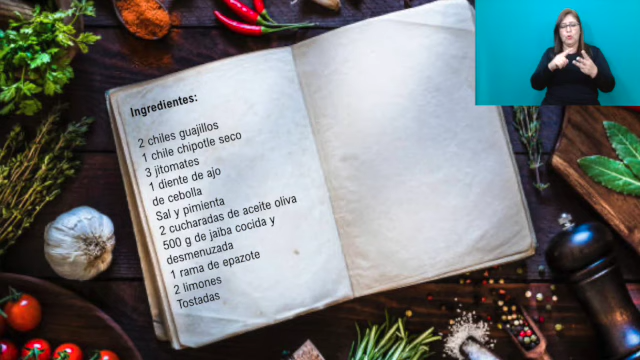 Ingredientes:
2 chiles guajillos
1 chile chipotle seco
3 jitomates
1 diente de ajo
de cebolla
Sal y pimienta
2 cucharadas de aceite oliva
500 g de jaiba cocida y
desmenuzada
1 rama de epazote
2 limones
Tostadas